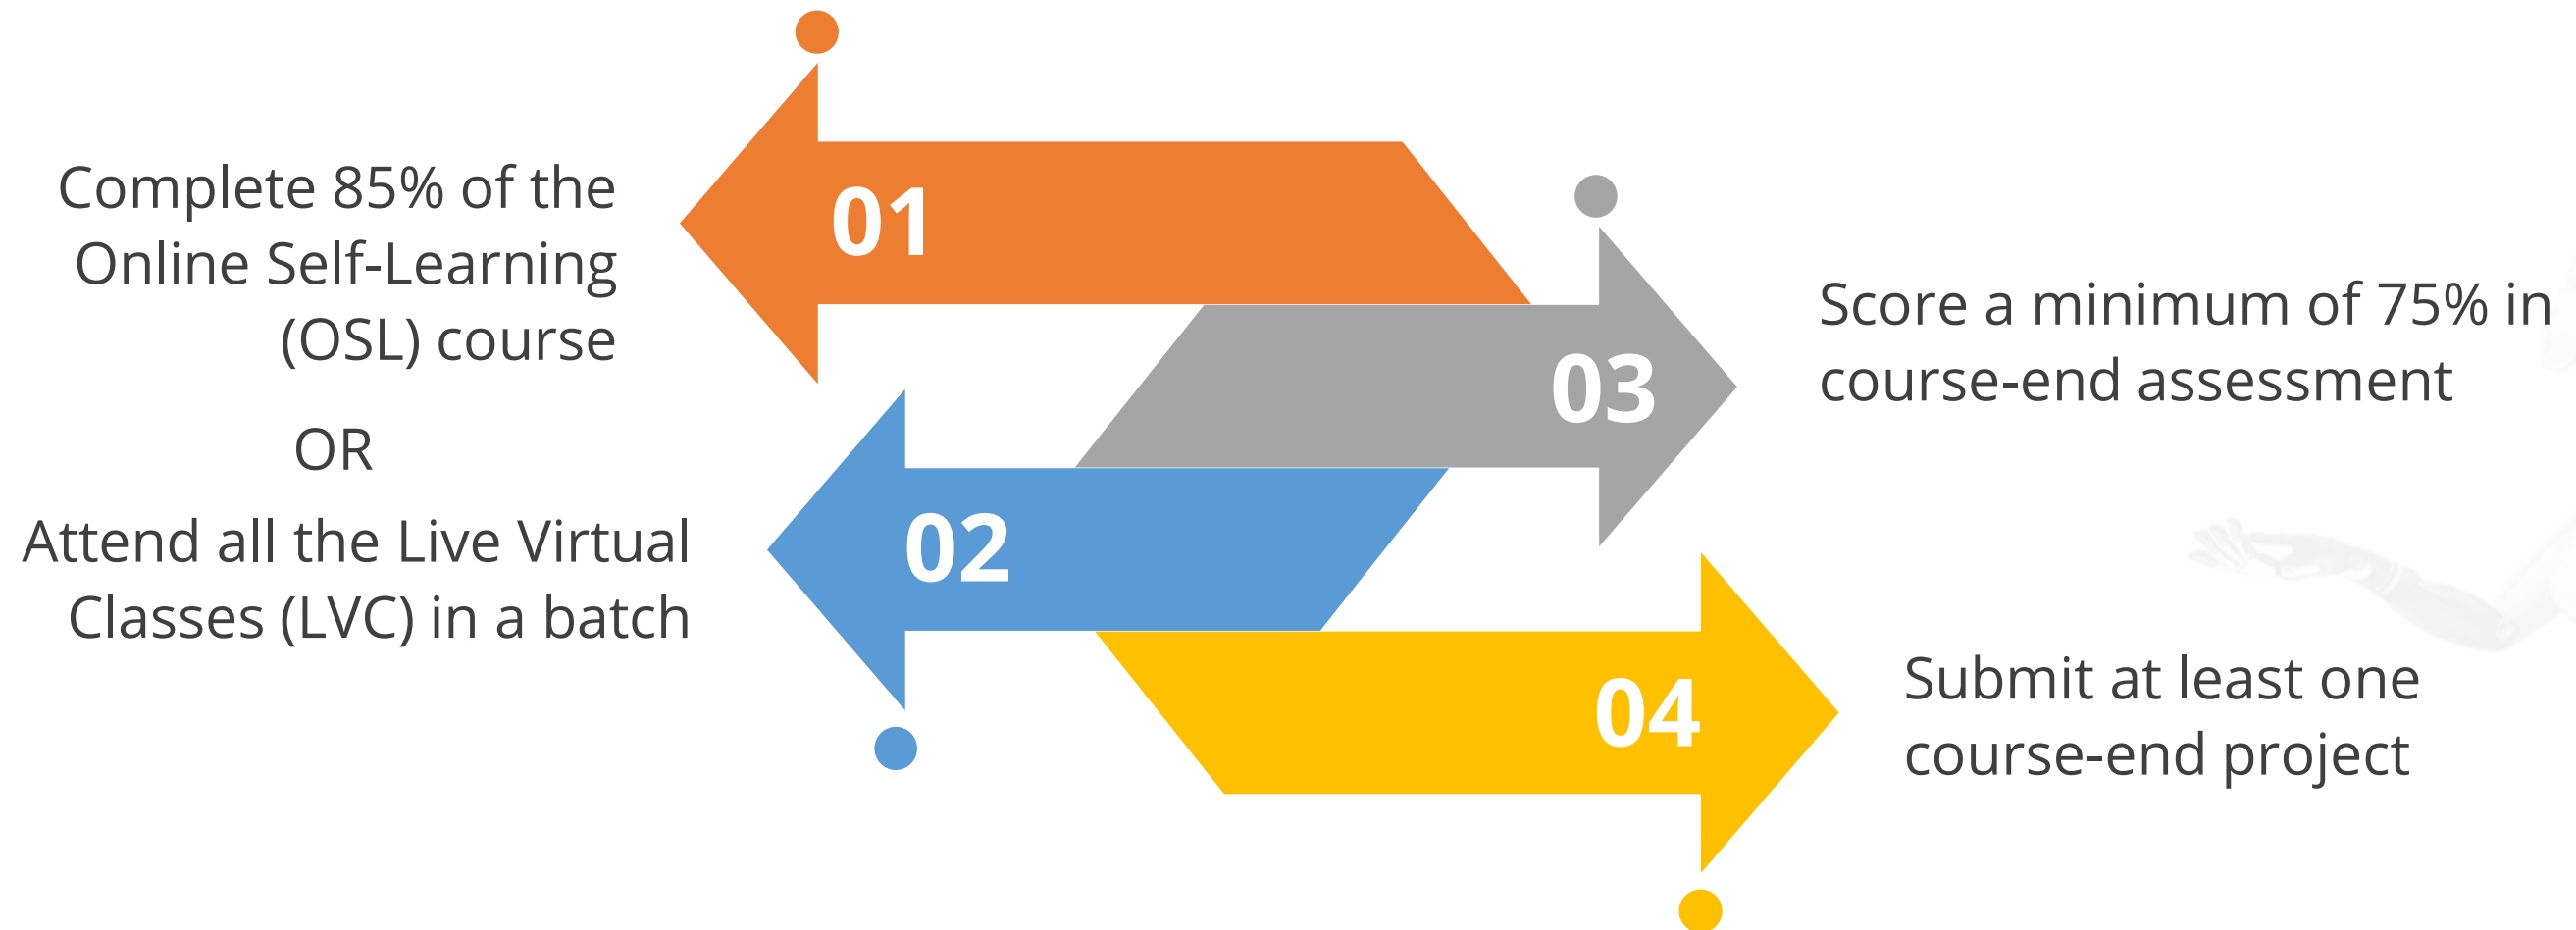 01
Complete 85% of the
Online Self-Learning
(OSL) course
OR
02
Attend all the Live Virtual
Classes (LVC) in a batch
03
Score a minimum of 75% in
course-end assessment
04
Submit at least one
course-end project